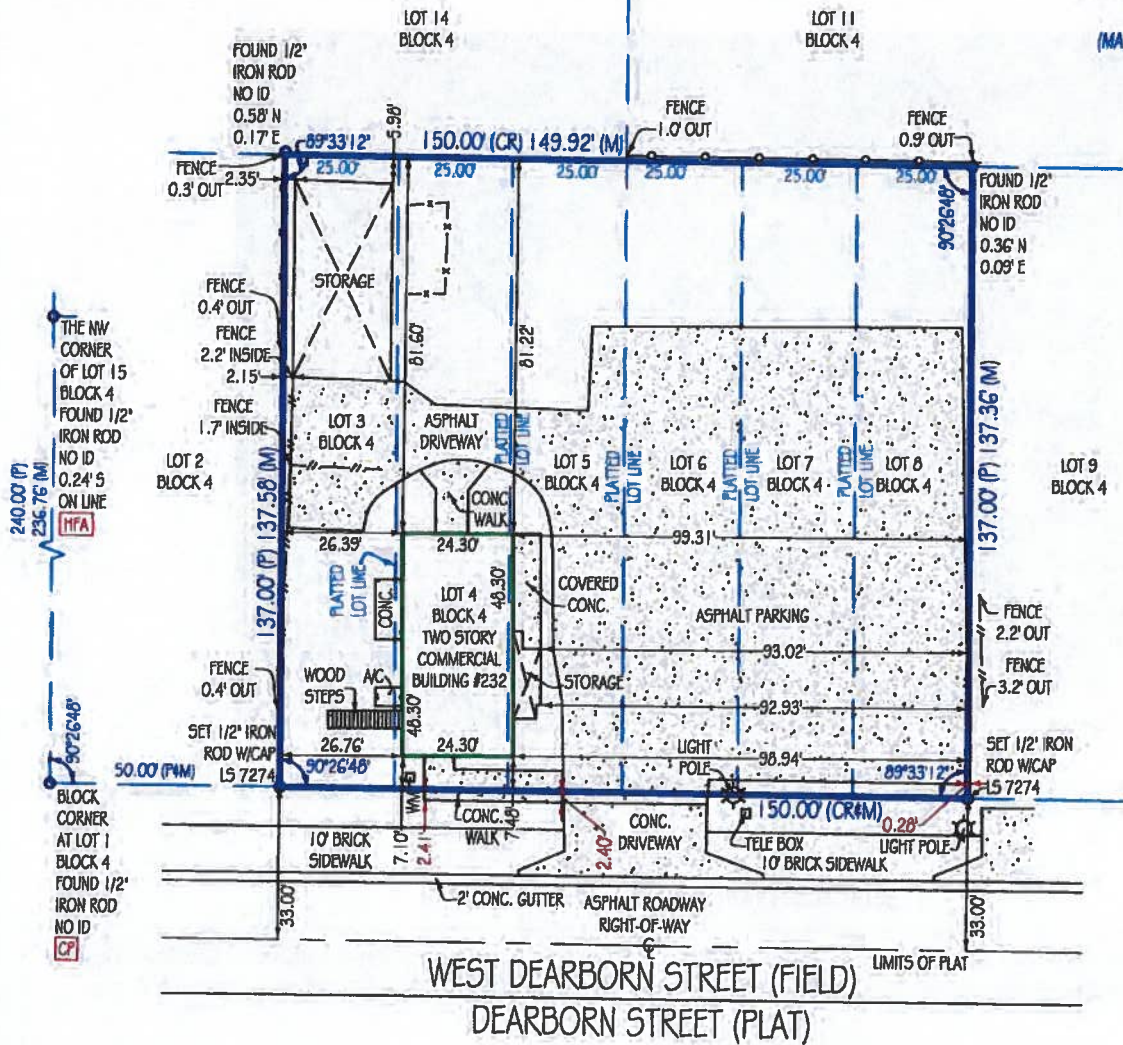 LOT 14
BLOCK 4
LOT 11
BLOCK 4
(MA
FOUND 1/2"
IRON ROD
NO ID
0.58' N
0.17' E
89°33'12"
5.98'
150.00' (CR) 149.92' (M)
FENCE
1.0' OUT
FENCE
0.9' OUT
FENCE
0.3' OUT
2.35'
25.00'
25.00'
25.00'
25.00'
25.00'
25.00'
FOUND 1/2"
IRON ROD
NO ID
0.36' N
0.09' E
90°26'48"
STORAGE
FENCE
0.4' OUT
FENCE
2.2' INSIDE
2.15'
FENCE
1.7' INSIDE
81.60'
81.22'
THE NW
CORNER
OF LOT 15
BLOCK 4
FOUND 1/2"
IRON ROD
NO ID
0.24' S
ON LINE
HFA
240.00' (P)
236.76 (M)
LOT 2
BLOCK 4
137.00' (P) 137.58' (M)
LOT 3
BLOCK 4
ASPHALT
DRIVEWAY
PLATTED
LOT LINE
LOT 5
BLOCK 4
PLATTED
LOT LINE
LOT 6
BLOCK 4
PLATTED
LOT LINE
LOT 7
BLOCK 4
PLATTED
LOT LINE
LOT 8
BLOCK 4
137.00' (P) 137.36' (M)
LOT 9
BLOCK 4
CONC.
WALK
26.39'
24.30'
99.31'
PLATTED
LOT LINE
CONC.
LOT 4
BLOCK 4
TWO STORY
COMMERCIAL
BUILDING #232
48.30'
48.30'
COVERED
CONC.
ASPHALT PARKING
93.02'
FENCE
2.2' OUT
FENCE
3.2' OUT
FENCE
0.4' OUT
WOOD
STEPS
A/C
STORAGE
92.93'
SET 1/2" IRON
ROD W/CAP
LS 7274
90°26'48"
26.76'
24.30'
LIGHT
POLE
98.94'
89°33'12"
SET 1/2" IRON
ROD W/CAP
LS 7274
90°26'48"
50.00' (P&M)
150.00' (CR&M)
0.28'
BLOCK
CORNER
AT LOT 1
BLOCK 4
FOUND 1/2"
IRON ROD
NO ID
CP
10' BRICK
SIDEWALK
7.10'
2.41'
CONC.
WALK
7.48'
2.40'
CONC.
DRIVEWAY
TELE BOX
10' BRICK SIDEWALK
LIGHT POLE
33.00'
2' CONC. GUTTER
ASPHALT ROADWAY
RIGHT-OF-WAY
33.00'
LIMITS OF PLAT
WEST DEARBORN STREET (FIELD)
DEARBORN STREET (PLAT)